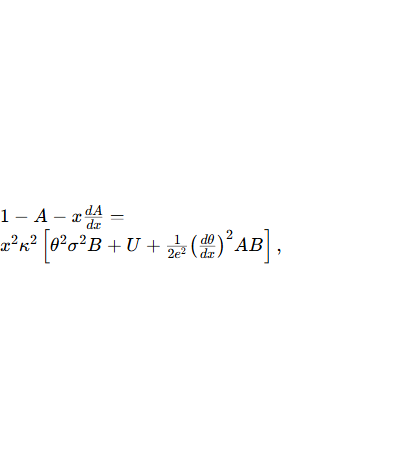 1 − A − x dA/dx =
x²κ² [θ²σ²B + U + 1/(2e²) (dθ/dx)² AB] ,